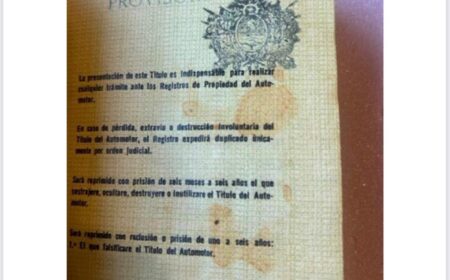 La presentación de este Título es indispensable para realizar
cualquier trámite ante los Registros de Propiedad del Auto-
motor.
En caso de pérdida, extravío o destrucción involuntaria del
Título del Automotor, el Registro expedirá duplicado única-
mente por orden judicial.
Será reprimido con prisión de seis meses a seis años el que
sustrajere, ocultare, destruyere o inutilizare el Título del Auto-
motor.
Será reprimido con reclusión o prisión de uno a seis años:
1.º El que falsificare el Título del Automotor.